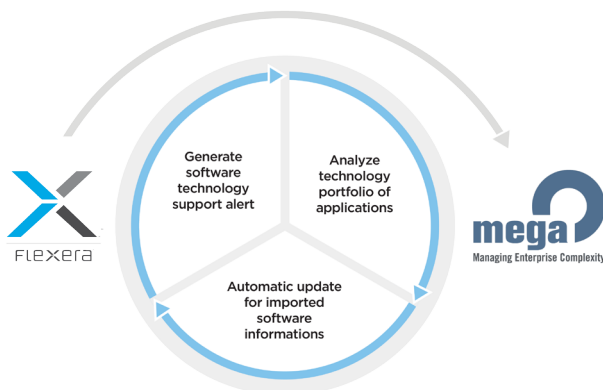 Generate
software
technology
support alert
Analyze
technology
portfolio of
applications
FLEXERA
mega
Managing Enterprise Complexity
Automatic update
for imported
software
informations